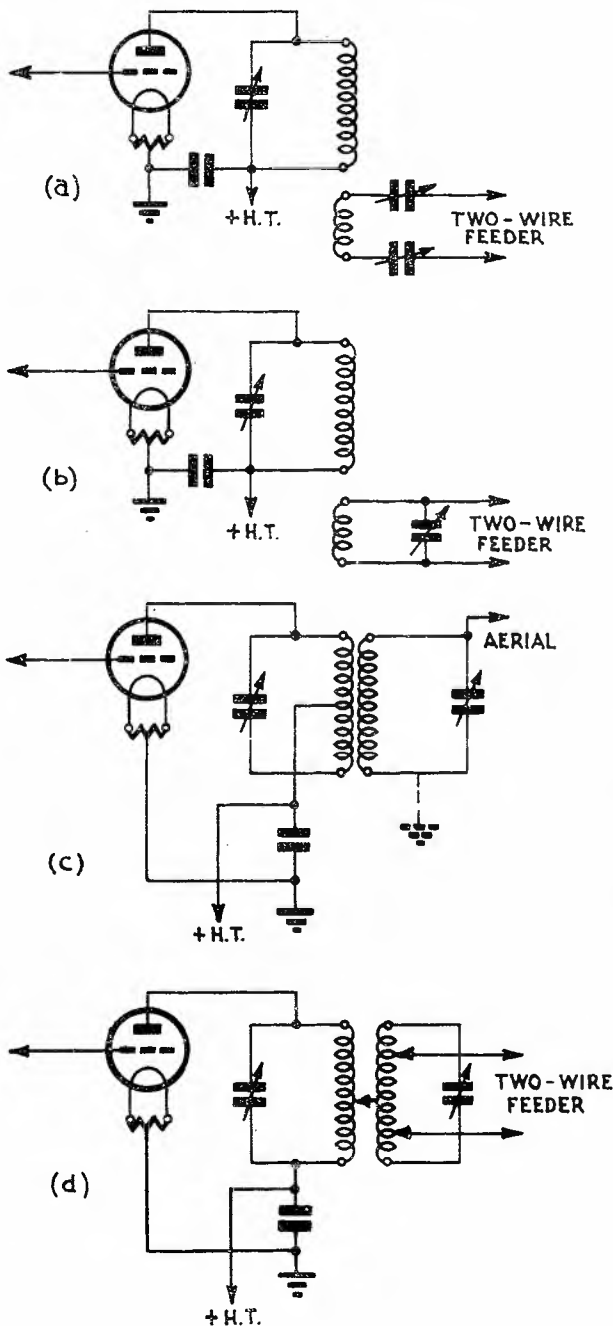 (a)
+H.T.
TWO-WIRE
FEEDER
(b)
+H.T.
TWO-WIRE
FEEDER
AERIAL
(c)
+H.T.
TWO-WIRE
FEEDER
(d)
+H.T.